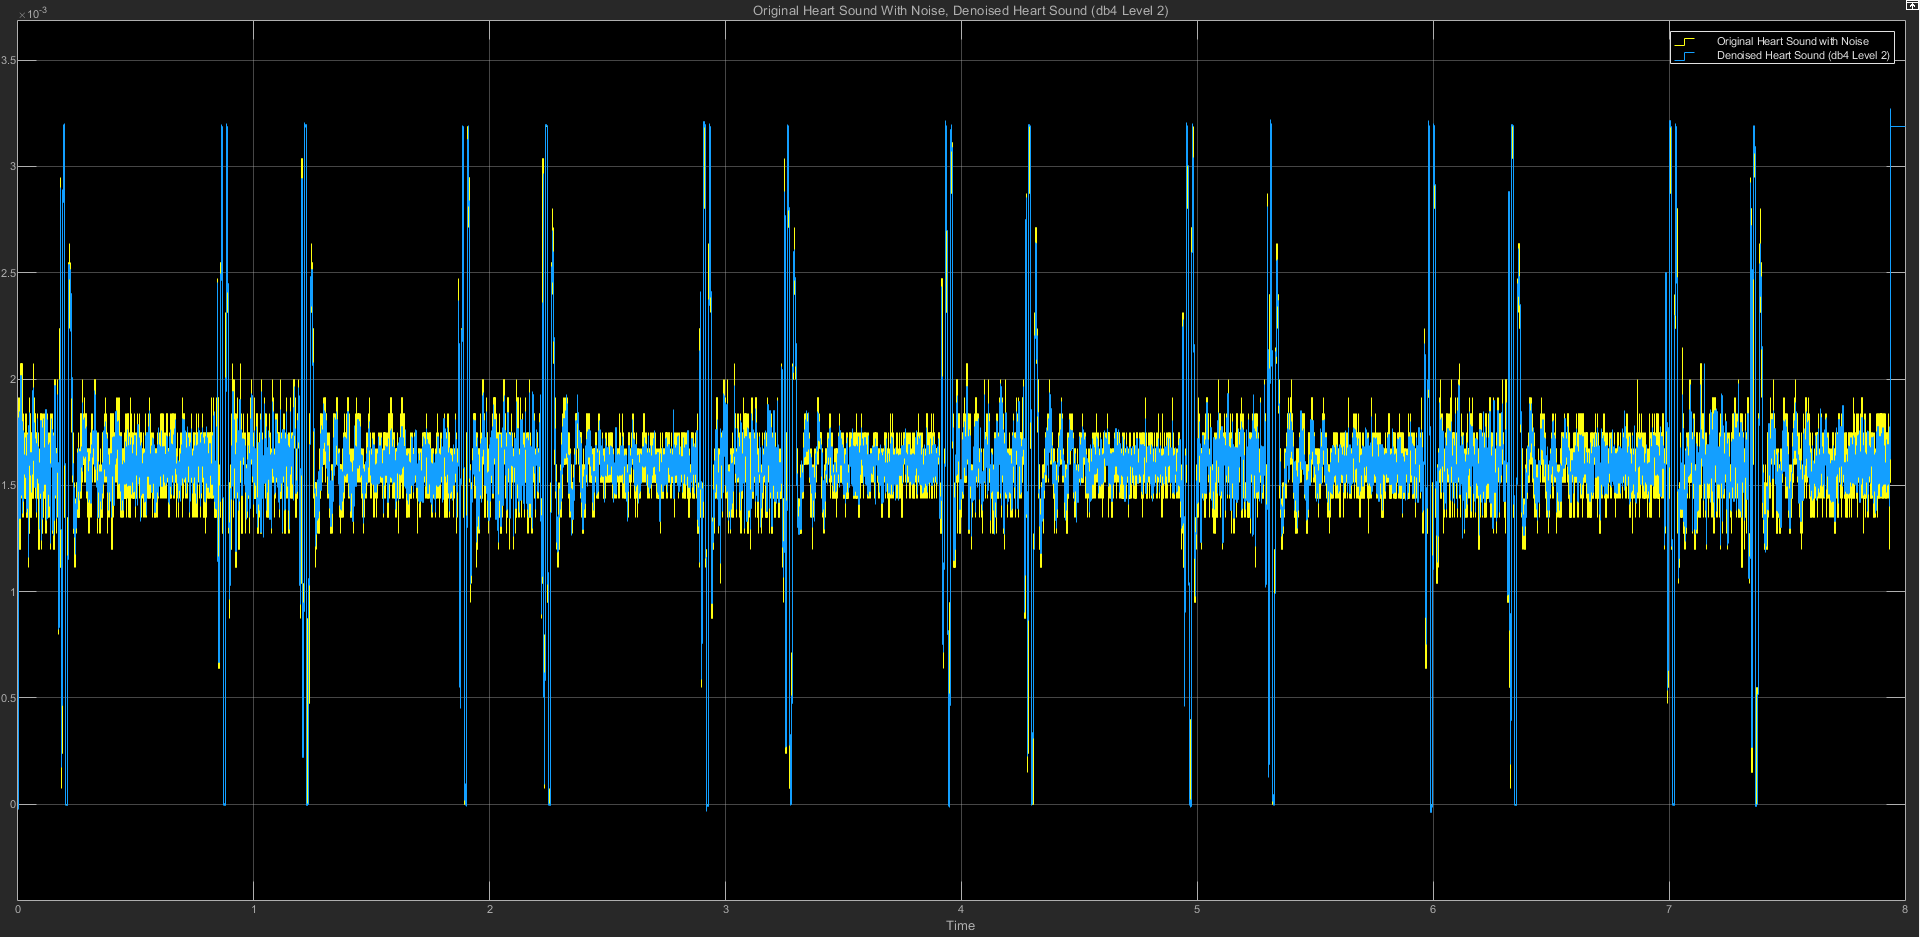 Original Heart Sound With Noise, Denoised Heart Sound (db4 Level 2)
×10⁻³
Original Heart Sound with Noise
Denoised Heart Sound (db4 Level 2)
3.5
3
2.5
2
1.5
1
0.5
0
0 1 2 3 4 5 6 7 8
Time